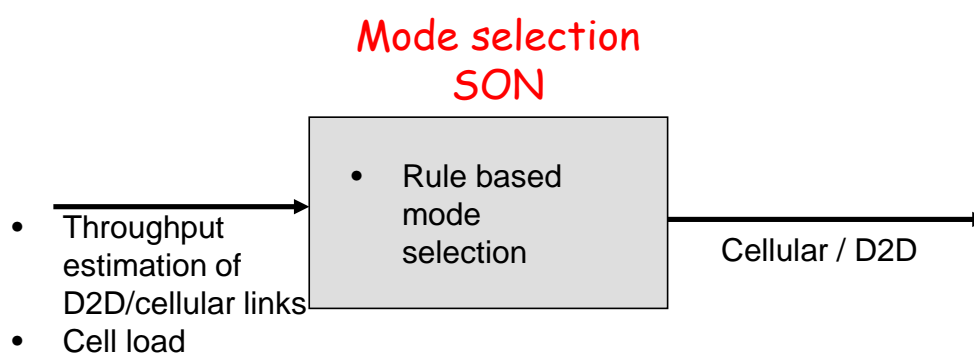 Mode selection
SON
• Rule based
mode
selection
• Throughput
estimation of
D2D/cellular links
• Cell load
Cellular / D2D